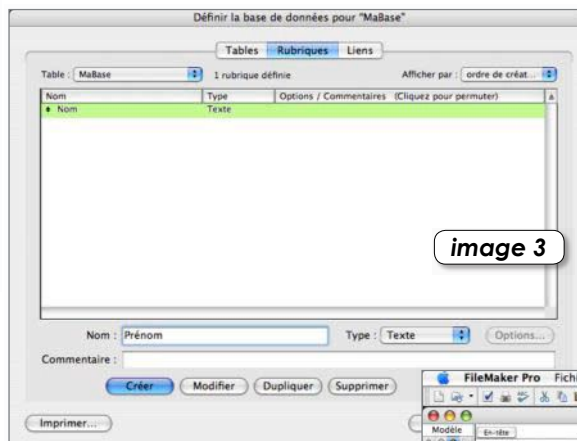 Définir la base de données pour "MaBase"
Tables Rubriques Liens
Table : MaBase 1 rubrique définie Afficher par : ordre de créat...
Nom Type Options / Commentaires (Cliquez pour permuter)
Nom Texte
image 3
Nom : Prénom Type : Texte Options...
Commentaire :
Créer Modifier Dupliquer Supprimer
FileMaker Pro Fichi
Imprimer...
Modèle En-tête